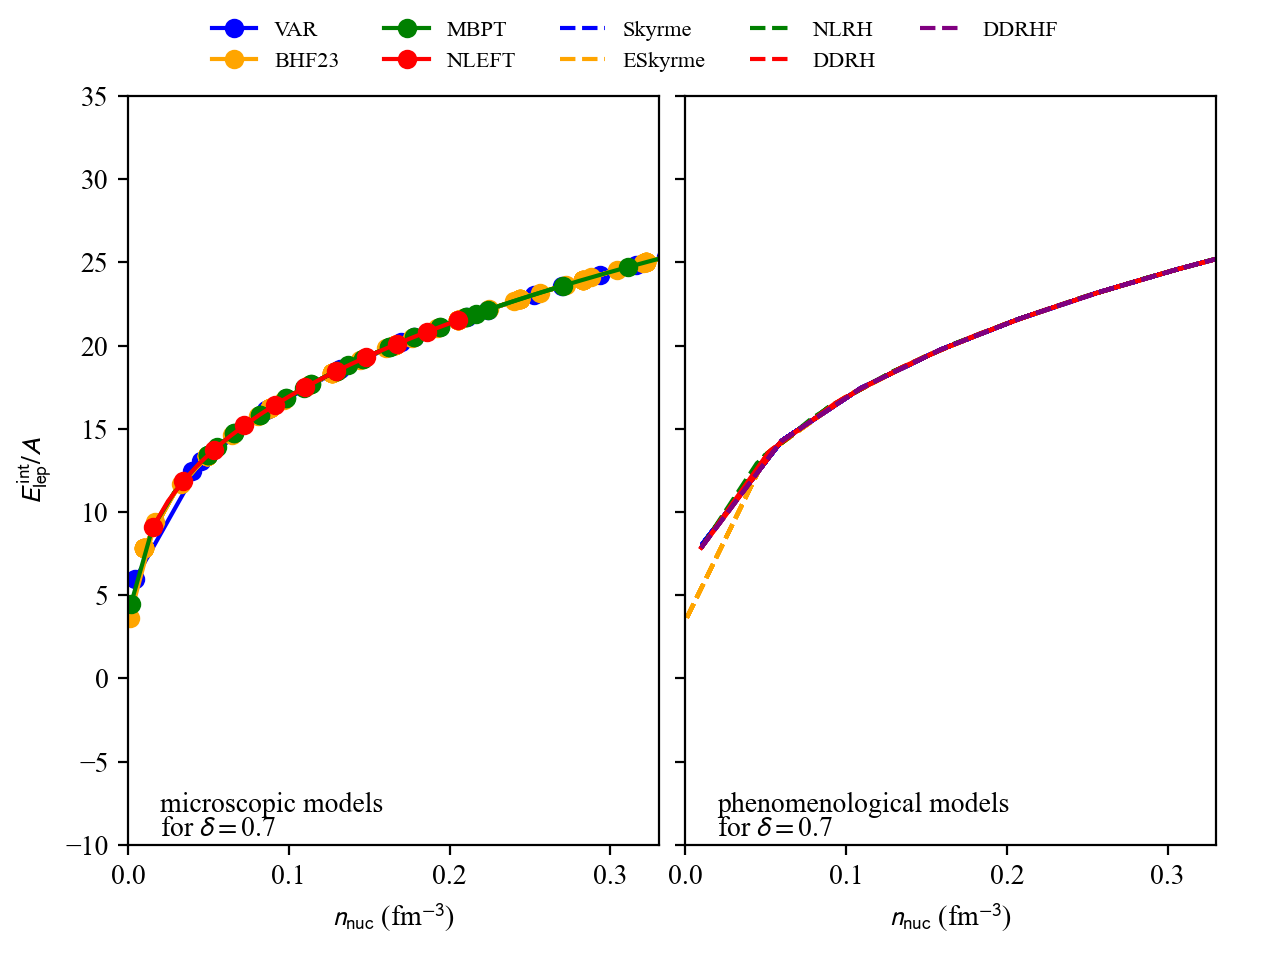 VAR MBPT Skyrme NLRH DDRHF
BHF23 NLEFT ESkyrme DDRH
35
30
25
20
15
10
5
0
−5
−10
E_lep^int/A
microscopic models
for δ = 0.7
phenomenological models
for δ = 0.7
0.0 0.1 0.2 0.3
0.0 0.1 0.2 0.3
n_nuc (fm⁻³)
n_nuc (fm⁻³)